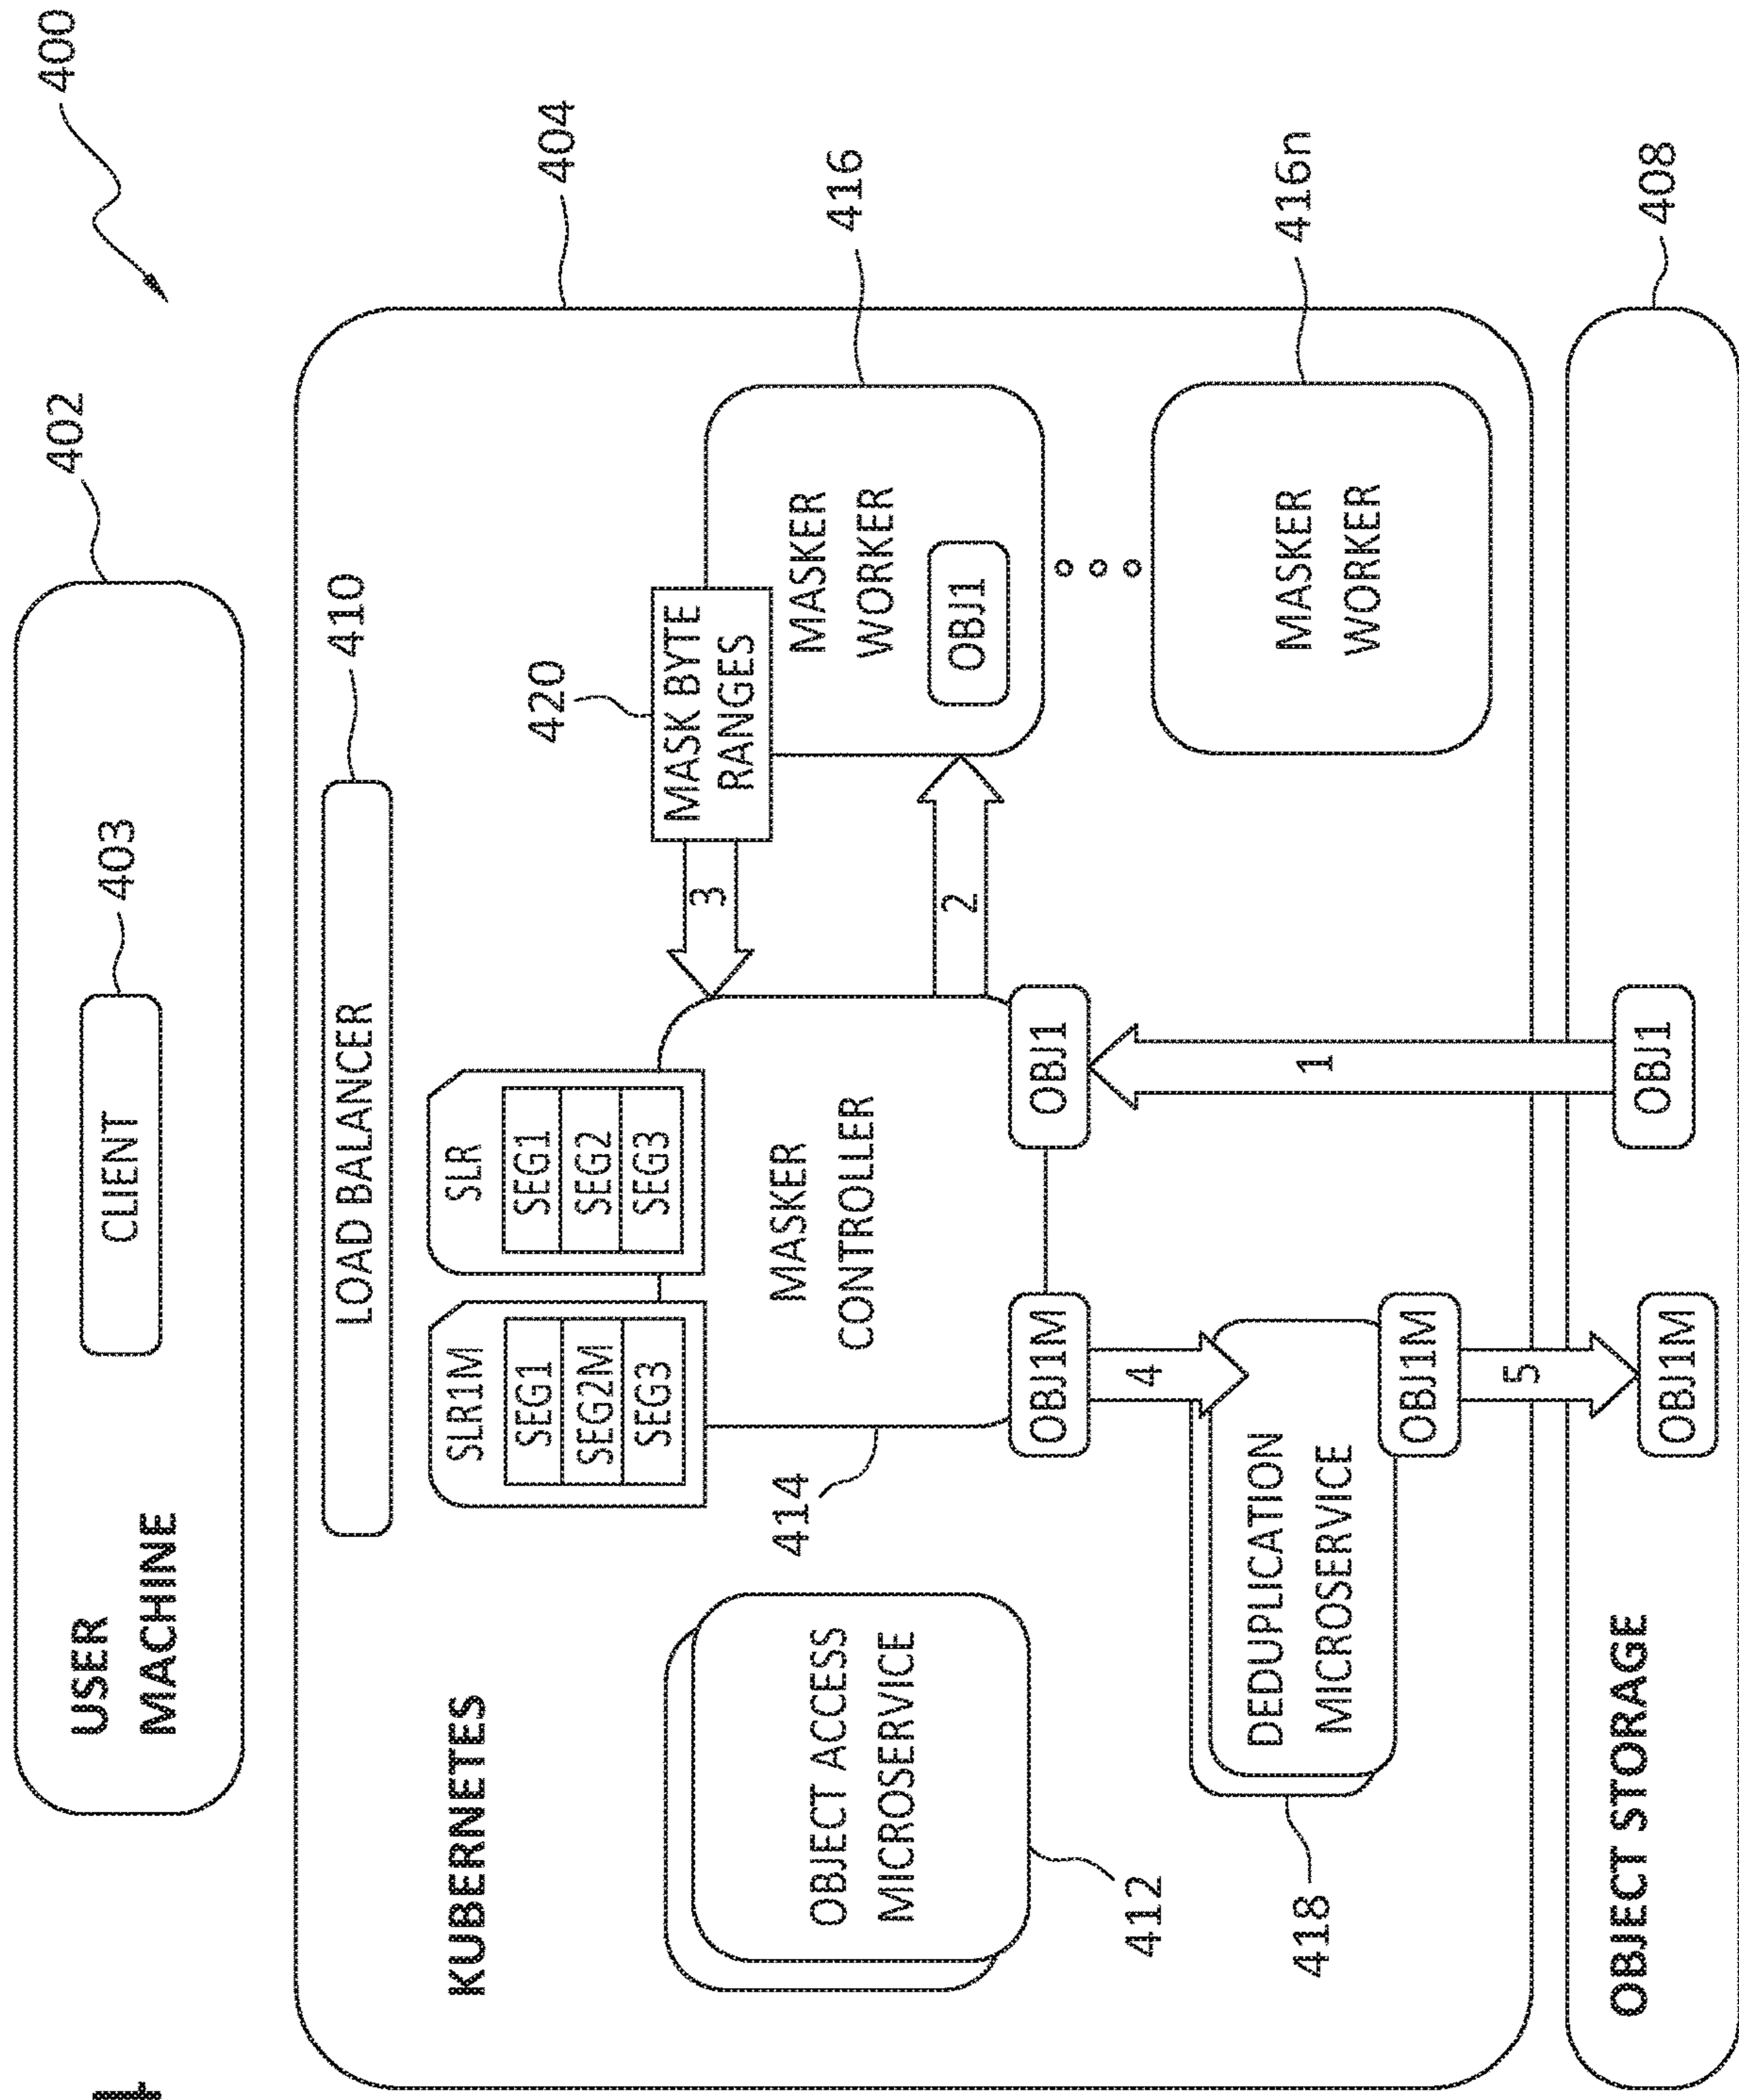 400
USER
MACHINE
CLIENT
403
402
KUBERNETES
404
LOAD BALANCER
410
SLR1M
SEG1
SEG2M
SEG3
SLR
SEG1
SEG2
SEG3
OBJECT ACCESS
MICROSERVICE
412
MASKER
CONTROLLER
414
3
420
MASK BYTE
RANGES
MASKER
WORKER
OBJ1
416
2
OBJ1M
OBJ1
4
1
DEDUPLICATION
MICROSERVICE
418
OBJ1M
5
MASKER
WORKER
416n
OBJECT STORAGE
OBJ1M
OBJ1
408